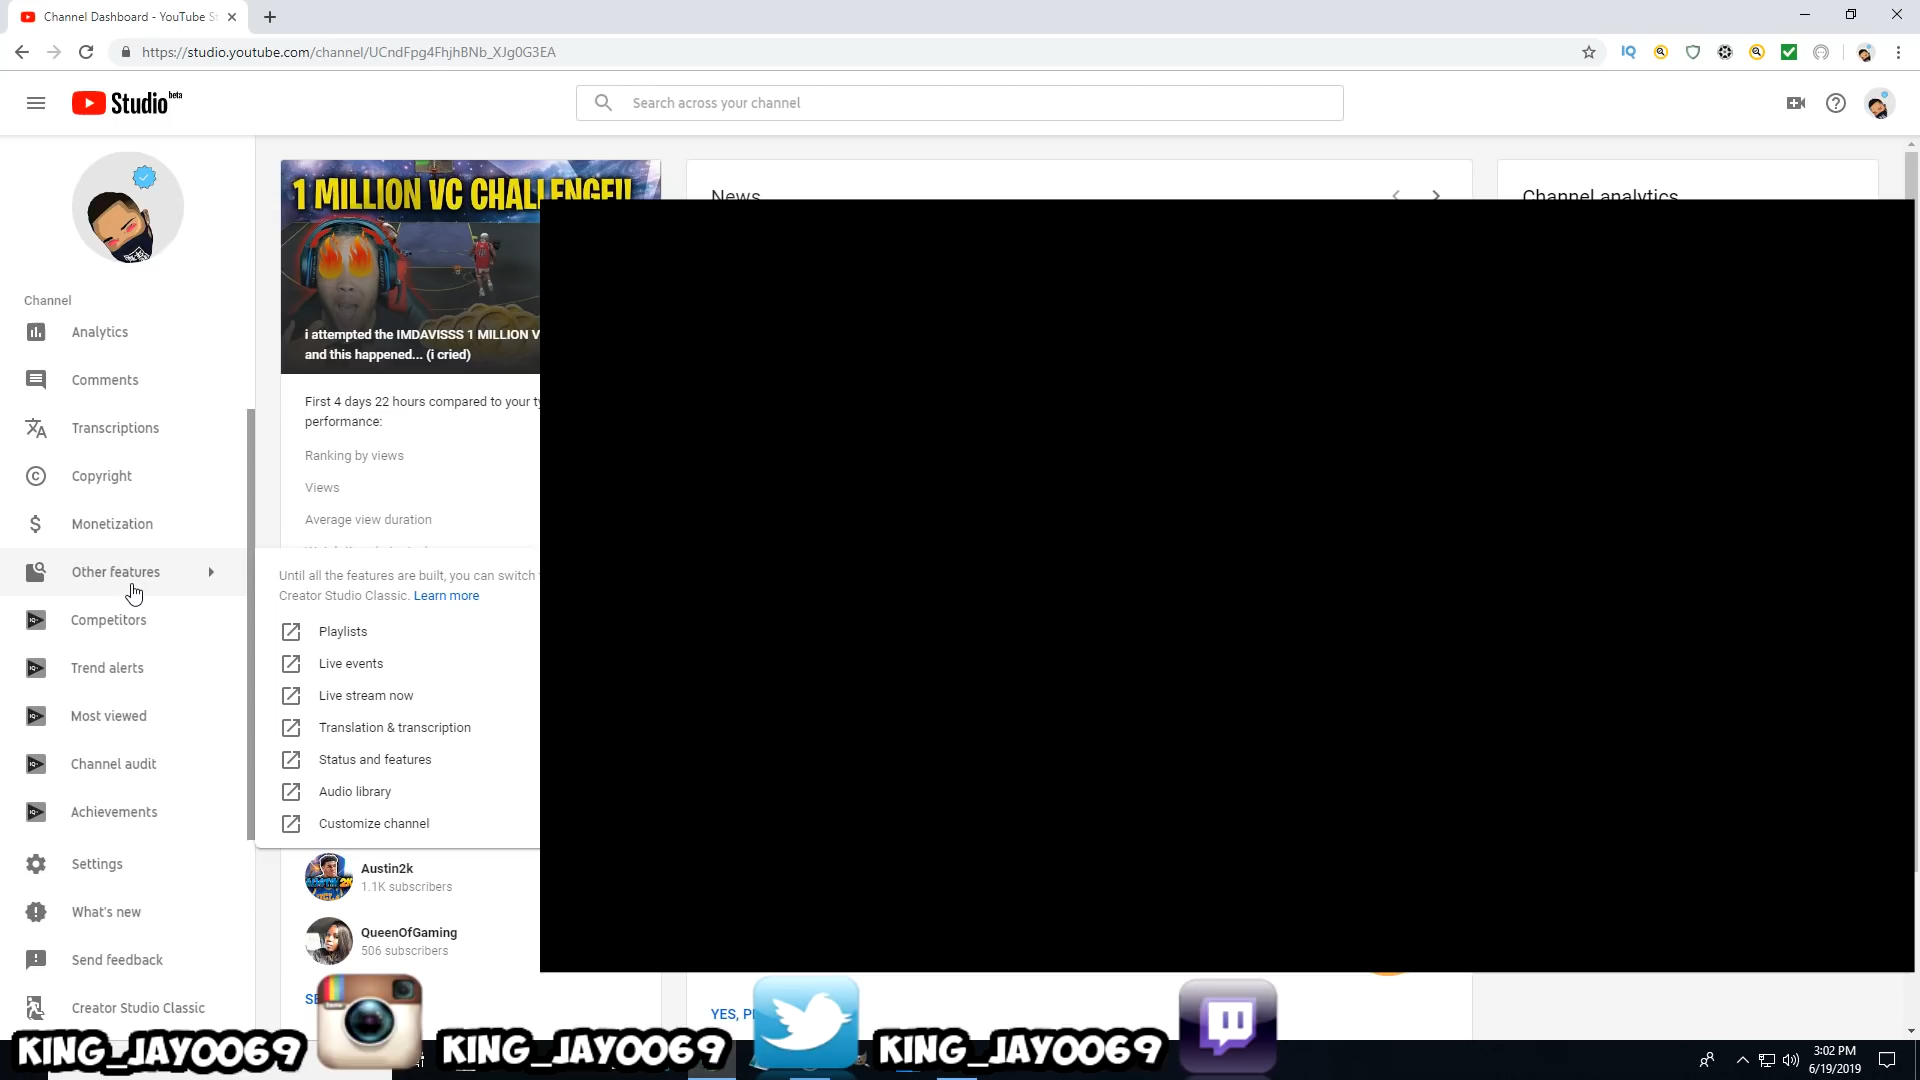 Channel Dashboard - YouTube St
https://studio.youtube.com/channel/UCndFpg4FhjhBNb_XJg0G3EA
IQ
Studio beta
Search across your channel
Channel
Analytics
Comments
Transcriptions
Copyright
Monetization
Other features
Competitors
Trend alerts
Most viewed
Channel audit
Achievements
Settings
What's new
Send feedback
Creator Studio Classic
1 MILLION VC CHALLENGE!!
i attempted the IMDAVISSS 1 MILLION V
and this happened... (i cried)
First 4 days 22 hours compared to your ty
performance:
Ranking by views
Views
Average view duration
Until all the features are built, you can switch
Creator Studio Classic. Learn more
Playlists
Live events
Live stream now
Translation & transcription
Status and features
Audio library
Customize channel
Austin2k
1.1K subscribers
QueenOfGaming
506 subscribers
SE
News
Channel analytics
YES, P
KING_JAY0069
KING_JAY0069
KING_JAY0069
3:02 PM
6/19/2019